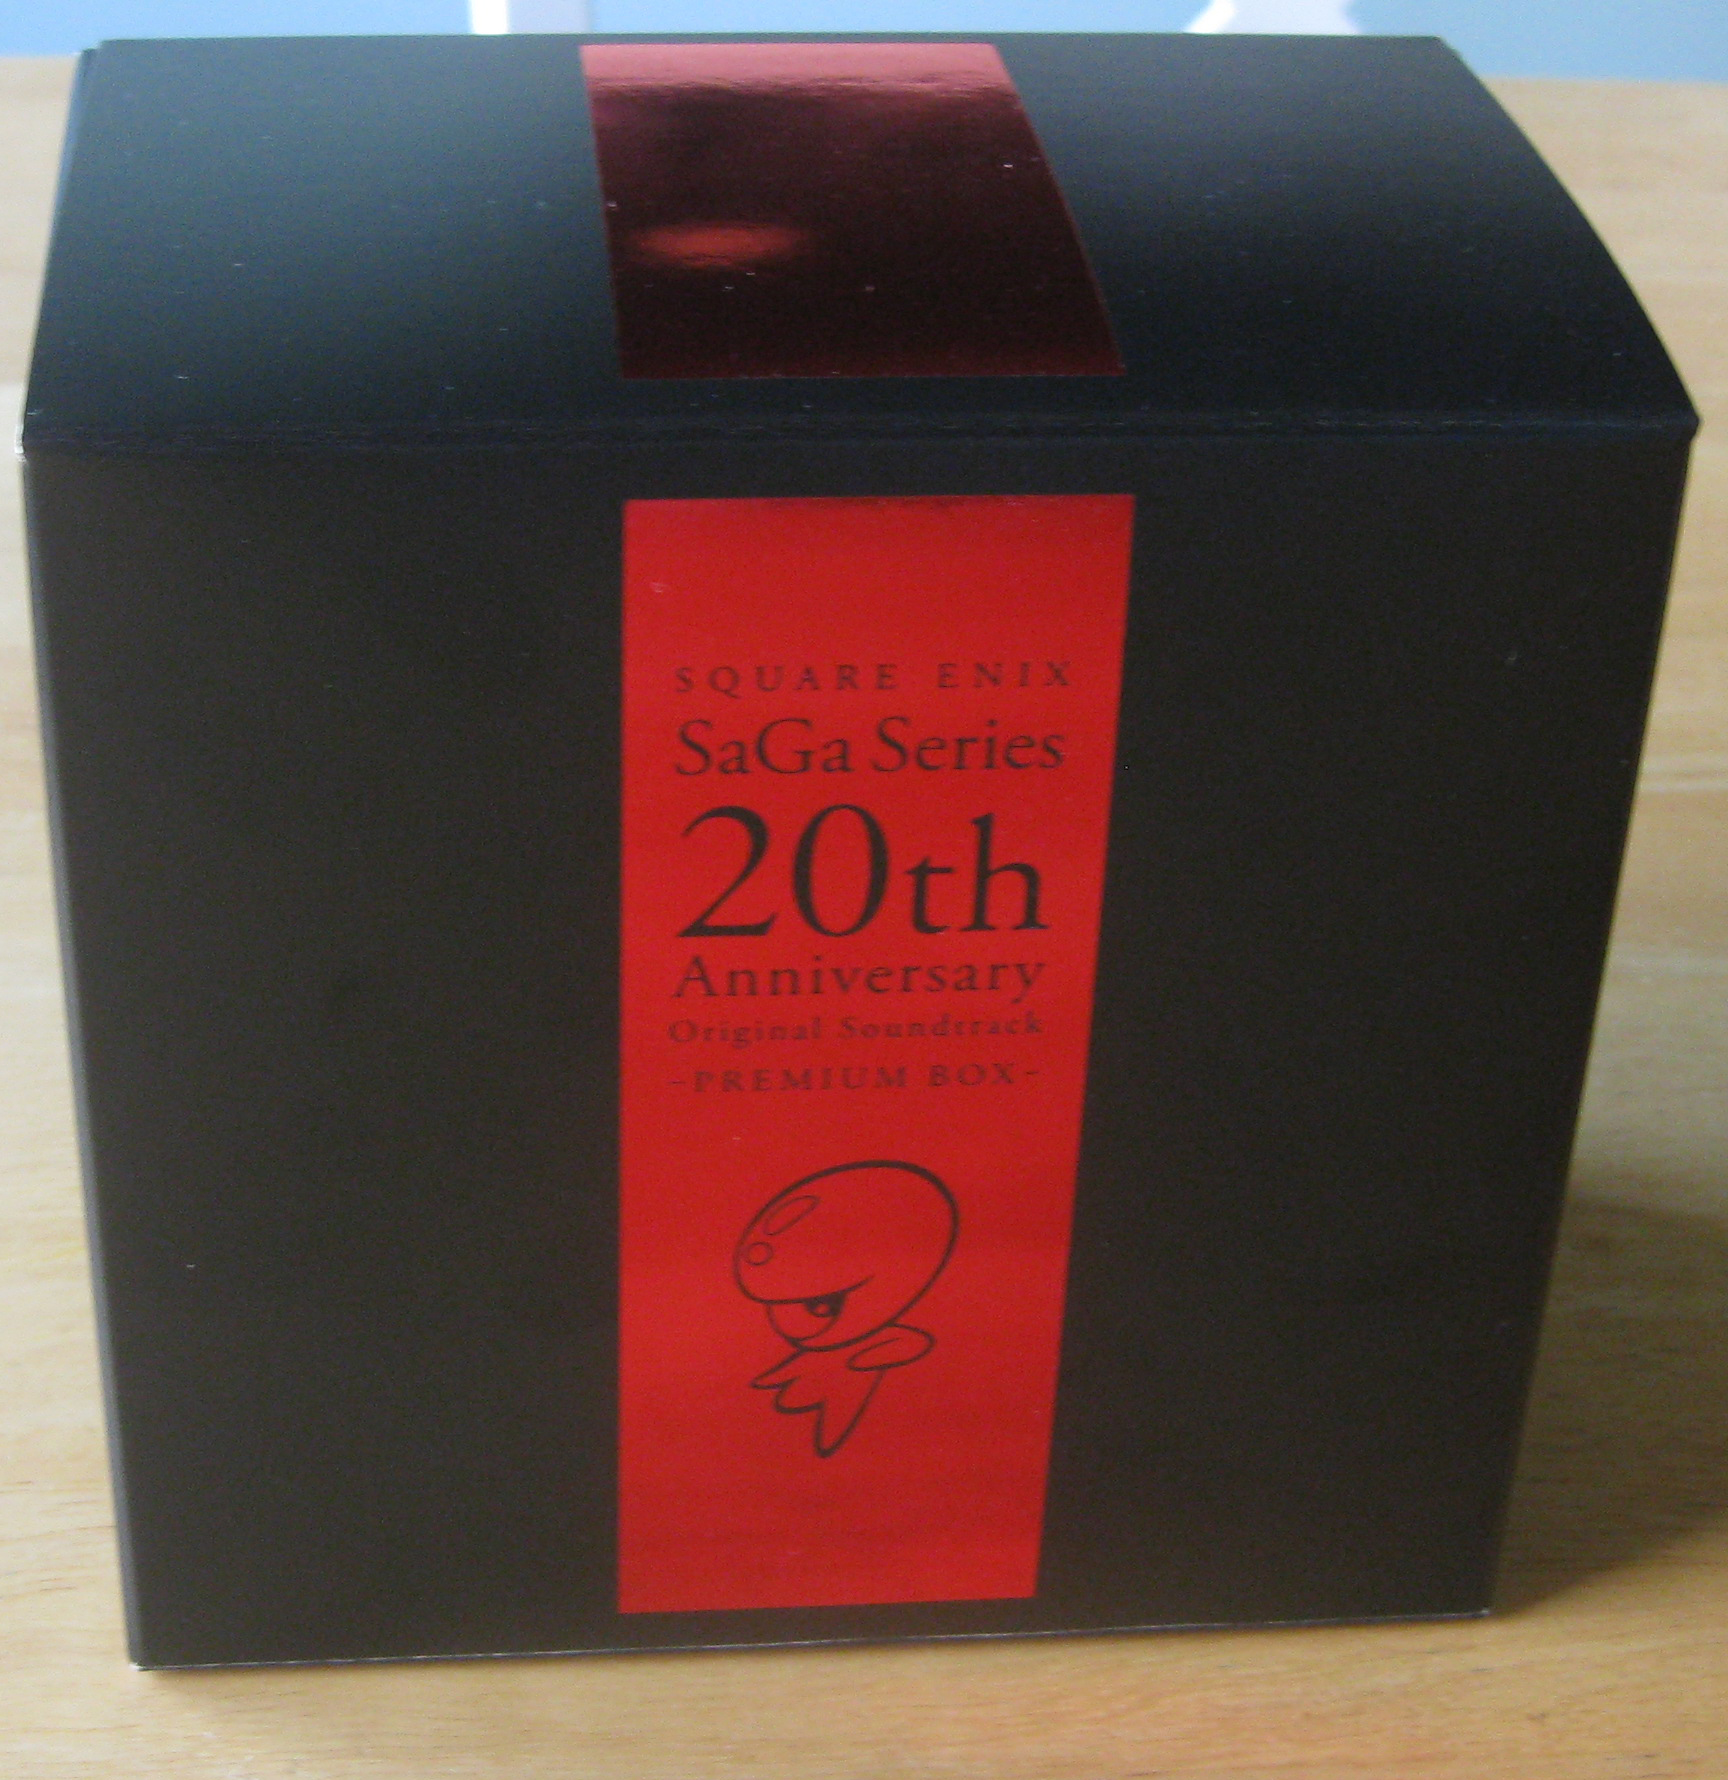 SQUARE ENIX
SaGa Series
20th
Anniversary
Original Soundtrack
-PREMIUM BOX-